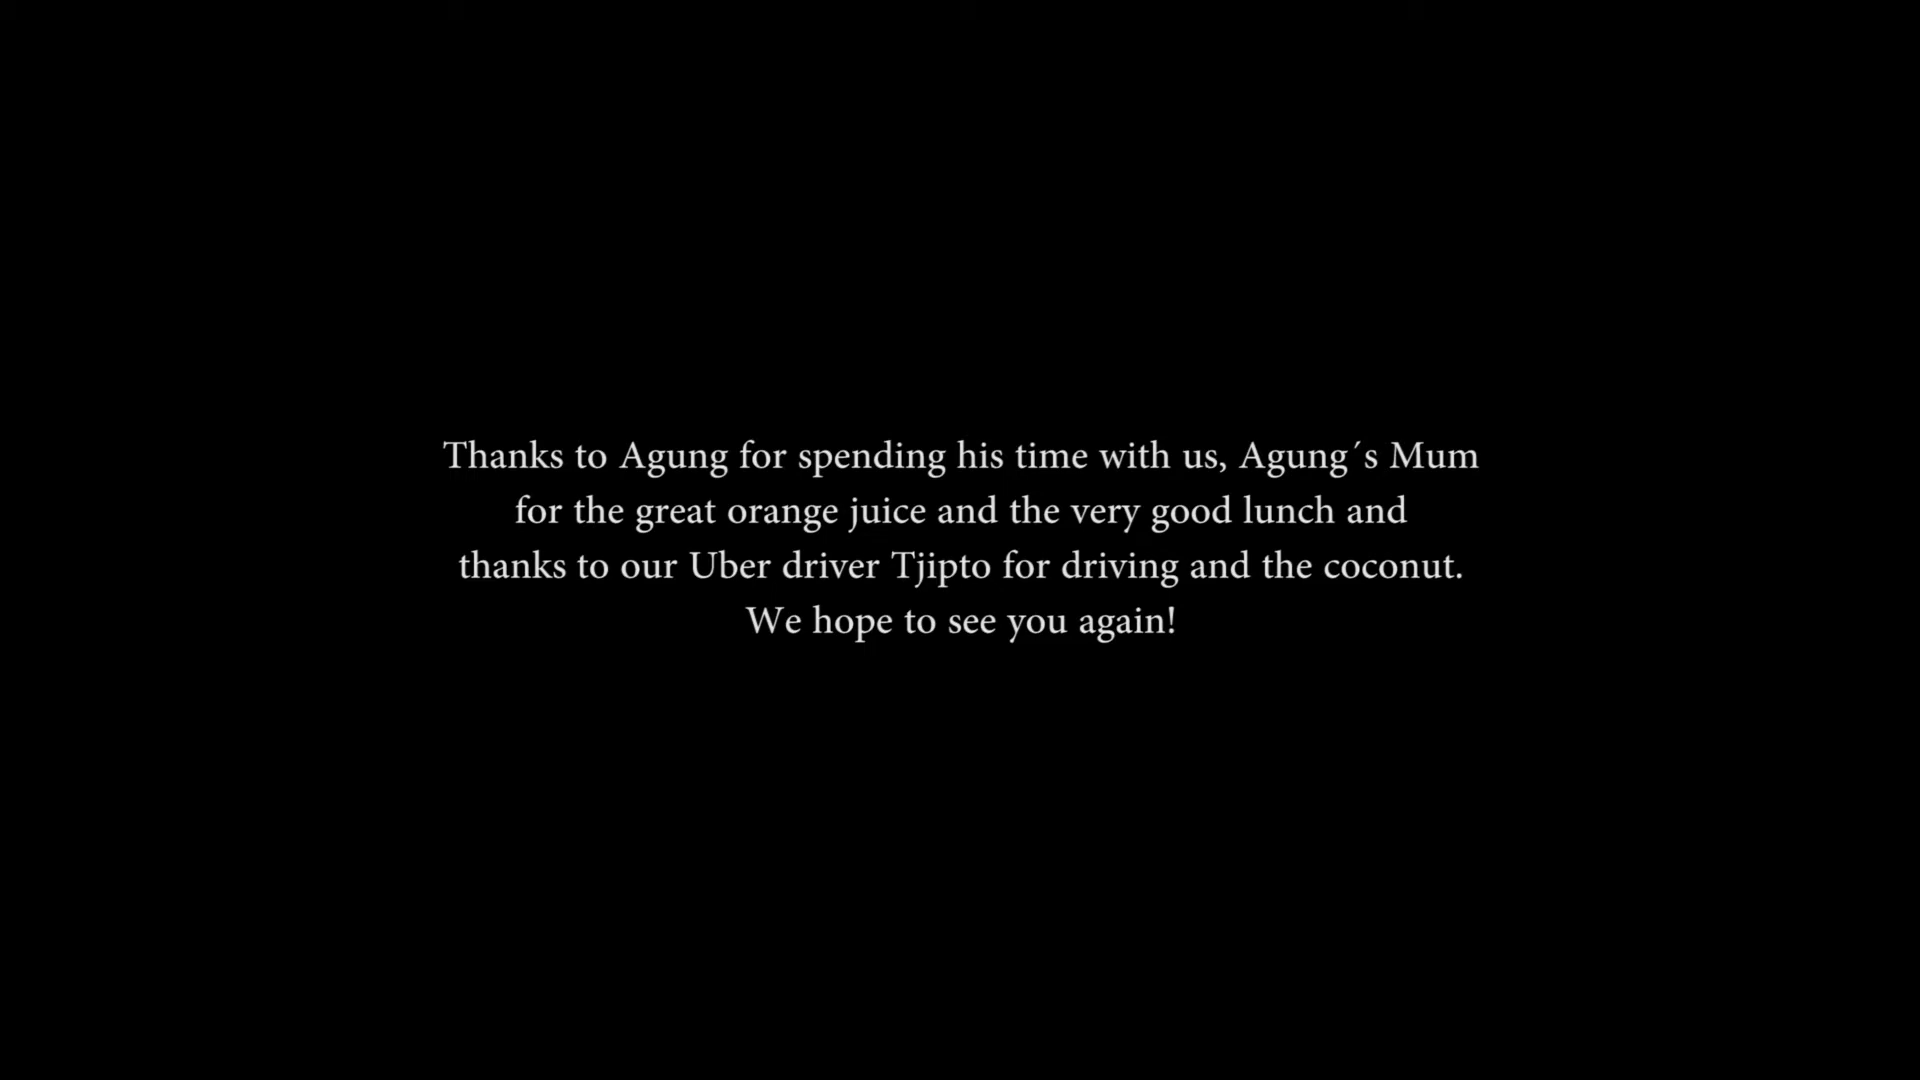 Thanks to Agung for spending his time with us, Agung´s Mum
for the great orange juice and the very good lunch and
thanks to our Uber driver Tjipto for driving and the coconut.
We hope to see you again!